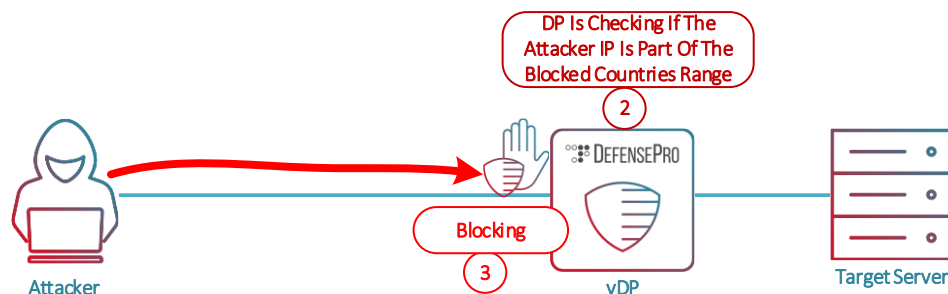 DP Is Checking If The
Attacker IP Is Part Of The
Blocked Countries Range
2
DEFENSEPRO
Blocking
3
Attacker
vDP
Target Server